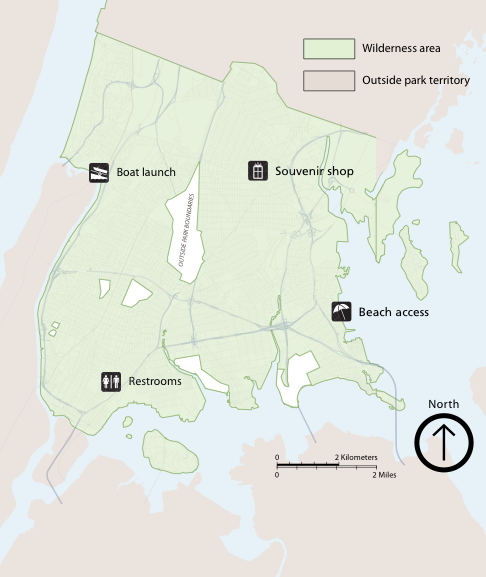 Wilderness area
Outside park territory
Boat launch
Souvenir shop
OUTSIDE PARK BOUNDARIES
Beach access
Restrooms
North
0 2 Kilometers
0 2 Miles